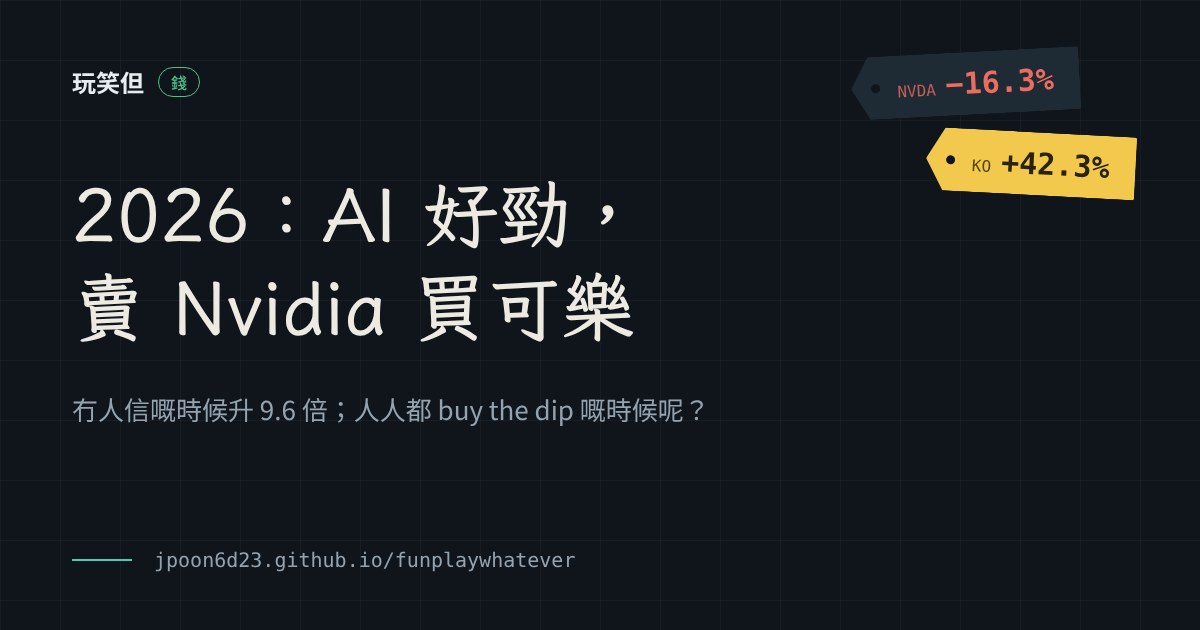 玩笑但 錢
NVDA −16.3%
KO +42.3%
2026：AI 好勁，
賣 Nvidia 買可樂
冇人信嘅時候升 9.6 倍；人人都 buy the dip 嘅時候呢？
jpoon6d23.github.io/funplaywhatever